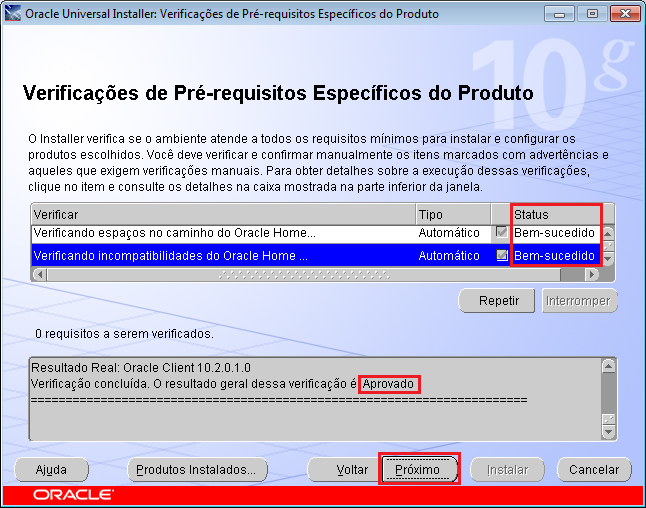 Oracle Universal Installer: Verificações de Pré-requisitos Específicos do Produto
10g
Verificações de Pré-requisitos Específicos do Produto
O Installer verifica se o ambiente atende a todos os requisitos mínimos para instalar e configurar os
produtos escolhidos. Você deve verificar e confirmar manualmente os itens marcados com advertências e
aqueles que exigem verificações manuais. Para obter detalhes sobre a execução dessas verificações,
clique no item e consulte os detalhes na caixa mostrada na parte inferior da janela.
Verificar Tipo Status
Verificando espaços no caminho do Oracle Home... Automático Bem-sucedido
Verificando incompatibilidades do Oracle Home ... Automático Bem-sucedido
Repetir Interromper
0 requisitos a serem verificados.
Resultado Real: Oracle Client 10.2.0.1.0
Verificação concluída. O resultado geral dessa verificação é Aprovado
=======================================================================
Ajuda Produtos Instalados... Voltar Próximo Instalar Cancelar
ORACLE